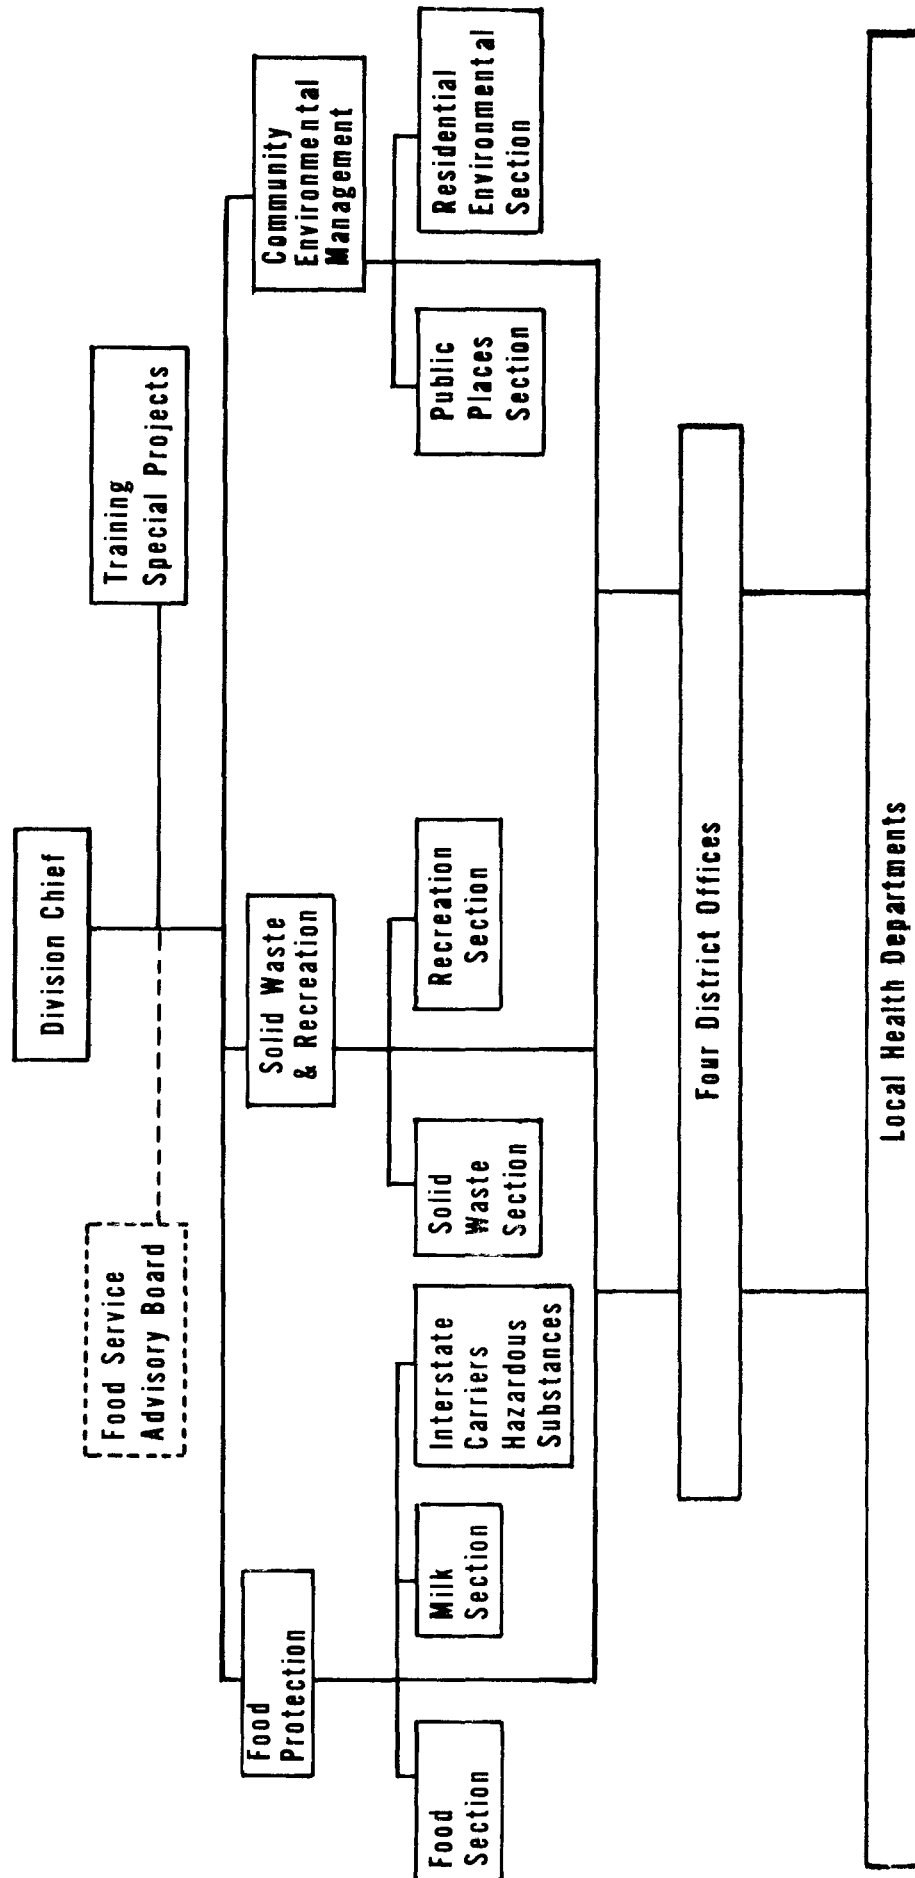 Division Chief
Food Service
Advisory Board
Training
Special Projects
Food
Protection
Solid Waste
& Recreation
Community
Environmental
Management
Food
Section
Milk
Section
Interstate
Carriers
Hazardous
Substances
Solid
Waste
Section
Recreation
Section
Public
Places
Section
Residential
Environmental
Section
Four District Offices
Local Health Departments